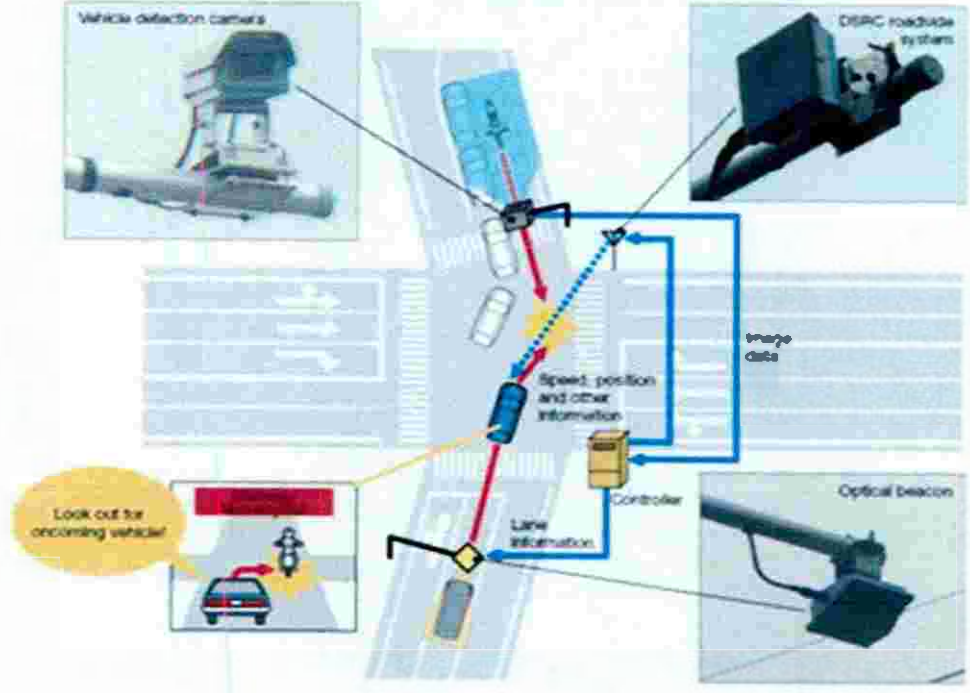 Vehicle detection camera
DSRC roadside
system
Image
data
Speed, position
and other
information
Controller
Optical beacon
Look out for
oncoming vehicle!
Lane
information